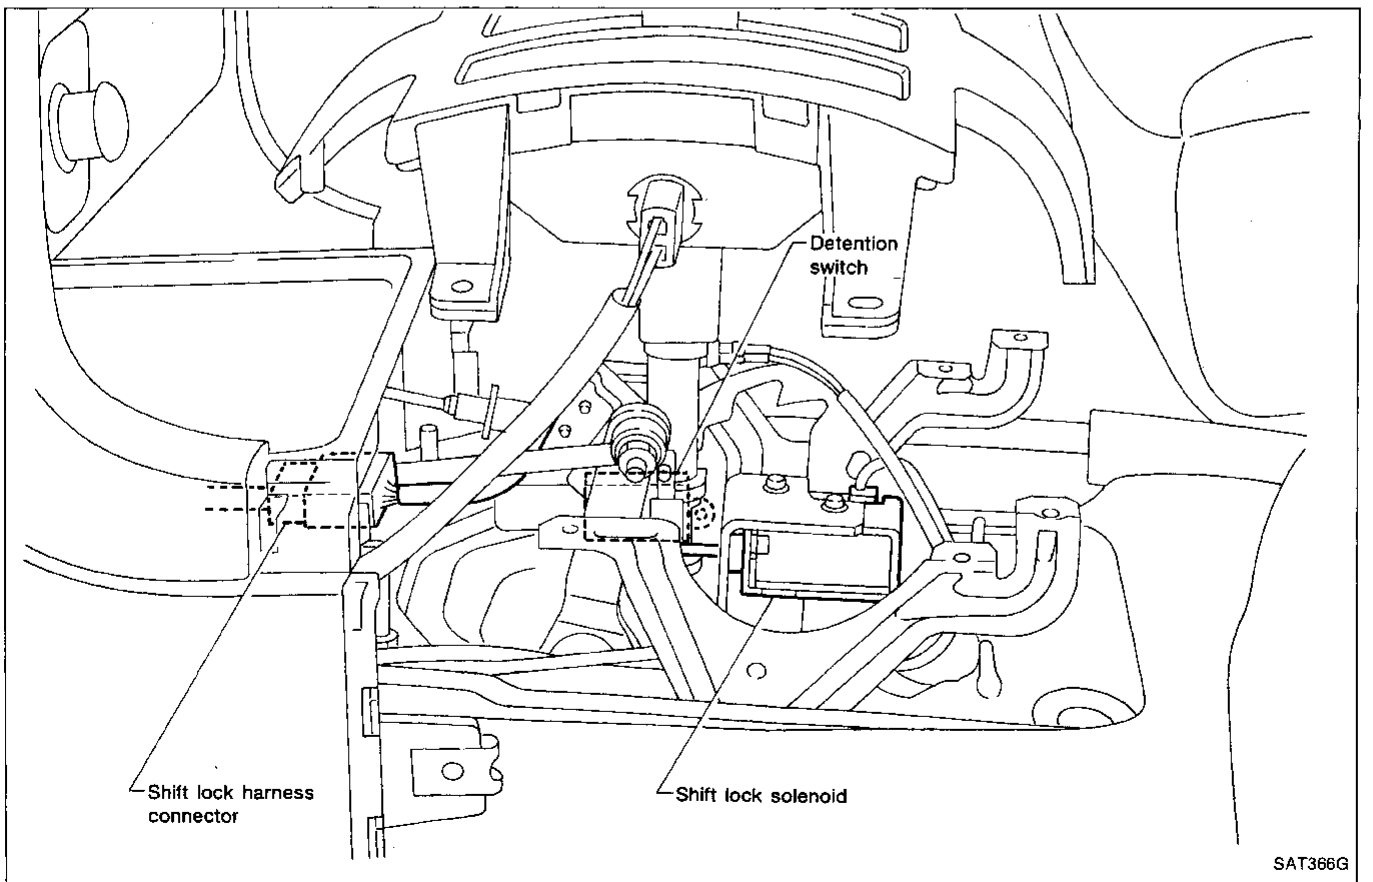 Detention
switch
Shift lock harness
connector
Shift lock solenoid
SAT366G